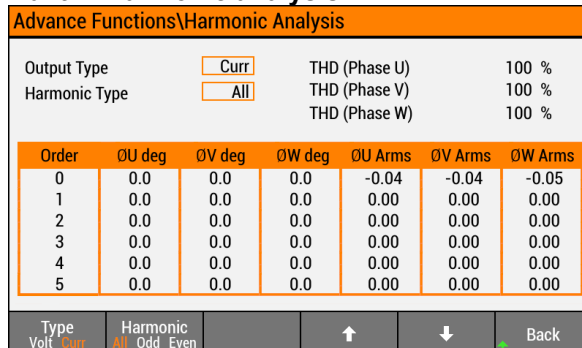 Advance Functions\Harmonic Analysis
Output Type Curr THD (Phase U) 100 %
Harmonic Type All THD (Phase V) 100 %
THD (Phase W) 100 %
Order ØU deg ØV deg ØW deg ØU Arms ØV Arms ØW Arms
0 0.0 0.0 0.0 -0.04 -0.04 -0.05
1 0.0 0.0 0.0 0.00 0.00 0.00
2 0.0 0.0 0.0 0.00 0.00 0.00
3 0.0 0.0 0.0 0.00 0.00 0.00
4 0.0 0.0 0.0 0.00 0.00 0.00
5 0.0 0.0 0.0 0.00 0.00 0.00
Type Harmonic Back
Volt Curr All Odd Even